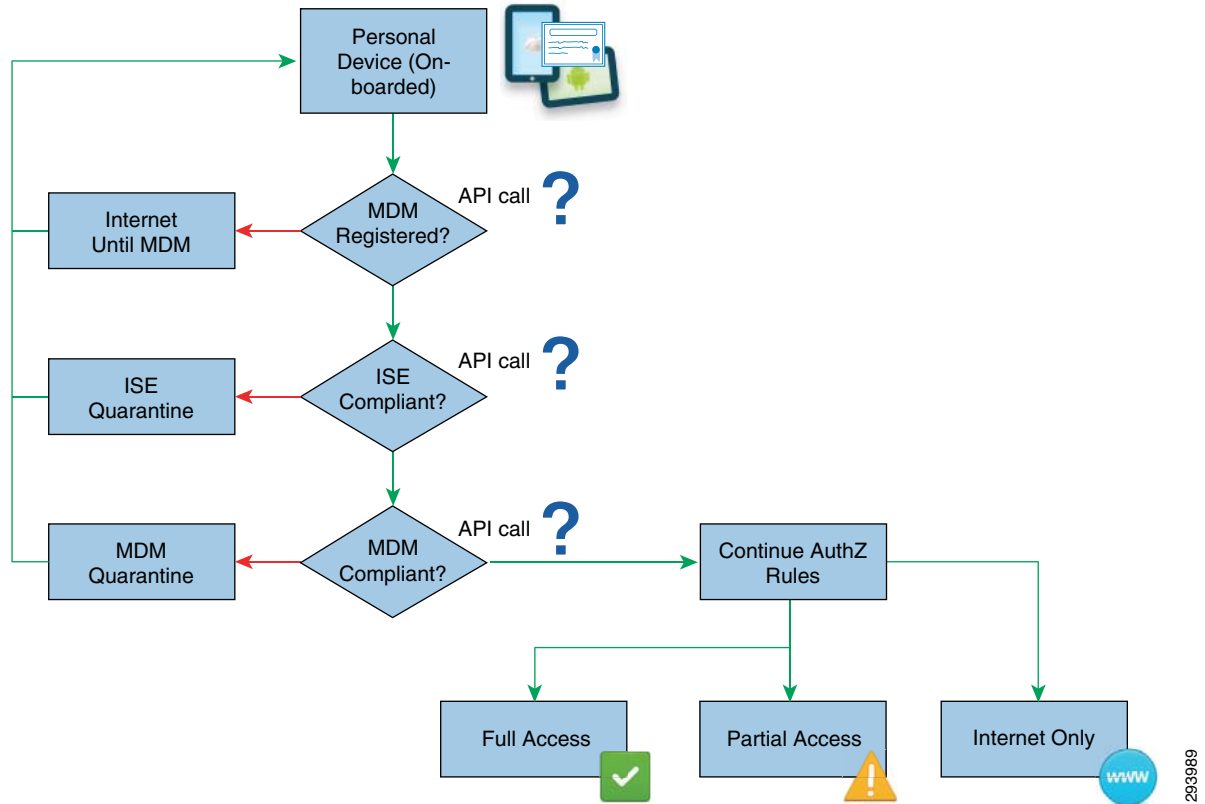 Personal
Device (On-
boarded)
API call ?
MDM
Registered?
Internet
Until MDM
API call ?
ISE
Compliant?
ISE
Quarantine
API call ?
MDM
Compliant?
MDM
Quarantine
Continue AuthZ
Rules
Full Access
Partial Access
Internet Only
www
293989